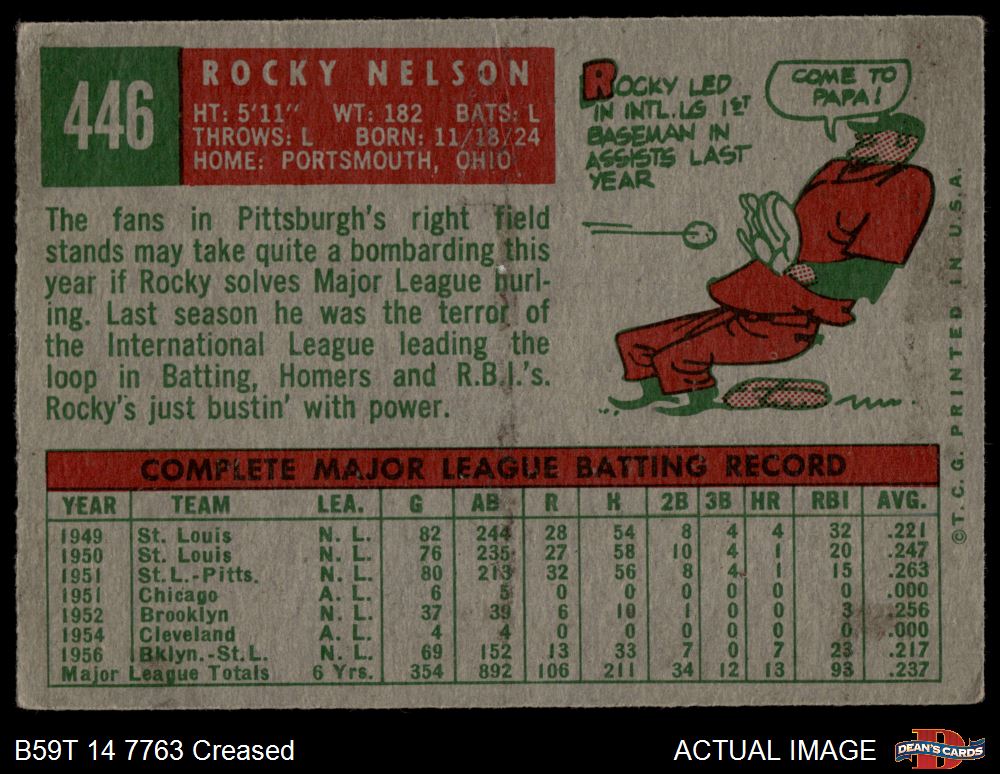 446
ROCKY NELSON
HT: 5'11" WT: 182 BATS: L
THROWS: L BORN: 11/18/24
HOME: PORTSMOUTH, OHIO
ROCKY LED
IN INTL.LG 1ST
BASEMAN IN
ASSISTS LAST
YEAR
COME TO
PAPA!
The fans in Pittsburgh's right field
stands may take quite a bombarding this
year if Rocky solves Major League hurl-
ing. Last season he was the terror of
the International League leading the
loop in Batting, Homers and R.B.I.'s.
Rocky's just bustin' with power.
COMPLETE MAJOR LEAGUE BATTING RECORD
YEAR TEAM LEA. G AB R H 2B 3B HR RBI AVG.
1949 St. Louis N. L. 82 244 28 54 8 4 4 32 .221
1950 St. Louis N. L. 76 235 27 58 10 4 1 20 .247
1951 St.L.-Pitts. N. L. 80 213 32 56 8 4 1 15 .263
1951 Chicago A. L. 6 5 0 0 0 0 0 0 .000
1952 Brooklyn N. L. 37 39 6 10 1 0 0 3 .256
1954 Cleveland A. L. 4 4 0 0 0 0 0 0 .000
1956 Bklyn.-St.L. N. L. 69 152 13 33 7 0 7 23 .217
Major League Totals 6 Yrs. 354 892 106 211 34 12 13 93 .237
©T. C. G. PRINTED IN U.S.A.
B59T 14 7763 Creased
ACTUAL IMAGE
D
DEAN'S CARDS